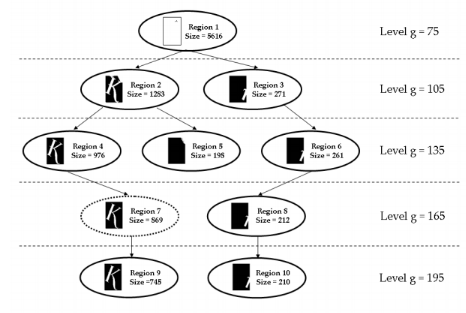 Region 1
Size = 8616
Level g = 75
Region 2
Size = 1283
Region 3
Size = 271
Level g = 105
Region 4
Size = 976
Region 5
Size = 198
Region 6
Size = 261
Level g = 135
Region 7
Size = 869
Region 8
Size = 212
Level g = 165
Region 9
Size =745
Region 10
Size = 210
Level g = 195